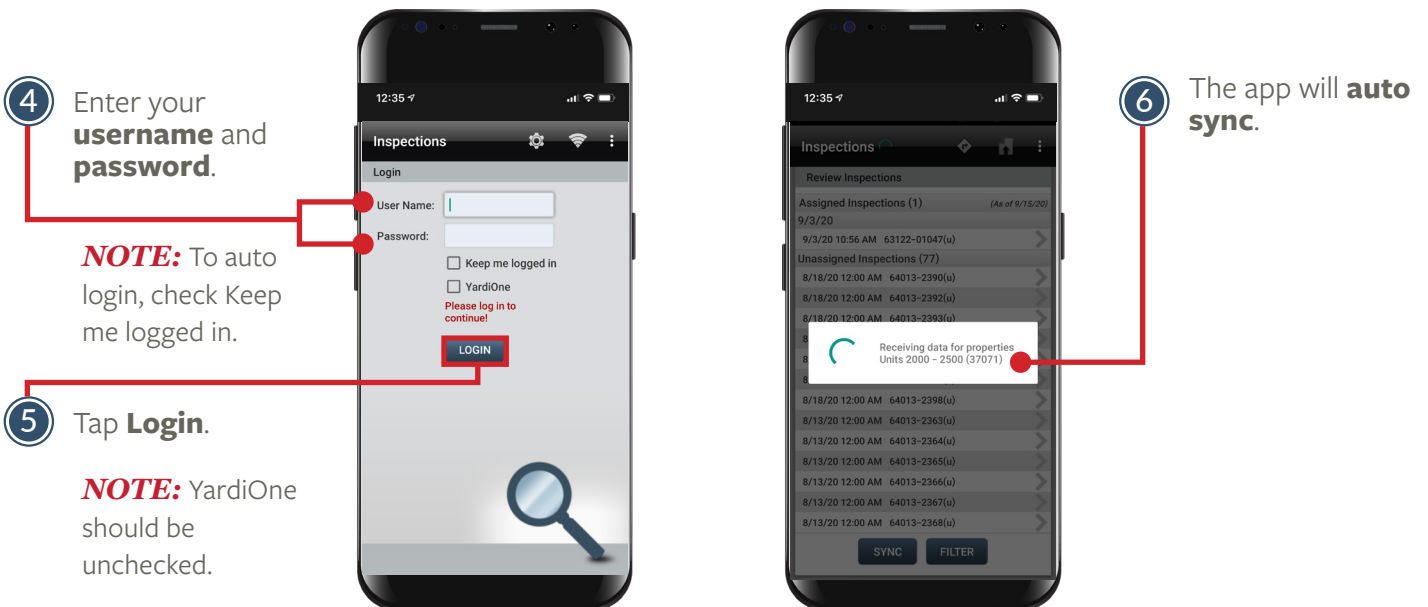 4
Enter your
username and
password.
NOTE: To auto
login, check Keep
me logged in.
5
Tap Login.
NOTE: YardiOne
should be
unchecked.
12:35
Inspections
Login
User Name:
Password:
Keep me logged in
YardiOne
Please log in to
continue!
LOGIN
12:35
Inspections
Review Inspections
Assigned Inspections (1) (As of 9/15/20)
9/3/20
9/3/20 10:56 AM 63122-01047(u)
Unassigned Inspections (77)
8/18/20 12:00 AM 64013-2390(u)
8/18/20 12:00 AM 64013-2392(u)
8/18/20 12:00 AM 64013-2393(u)
8
8
8
Receiving data for properties
Units 2000 - 2500 (37071)
8/18/20 12:00 AM 64013-2398(u)
8/13/20 12:00 AM 64013-2363(u)
8/13/20 12:00 AM 64013-2364(u)
8/13/20 12:00 AM 64013-2365(u)
8/13/20 12:00 AM 64013-2366(u)
8/13/20 12:00 AM 64013-2367(u)
8/13/20 12:00 AM 64013-2368(u)
SYNC FILTER
6
The app will auto
sync.